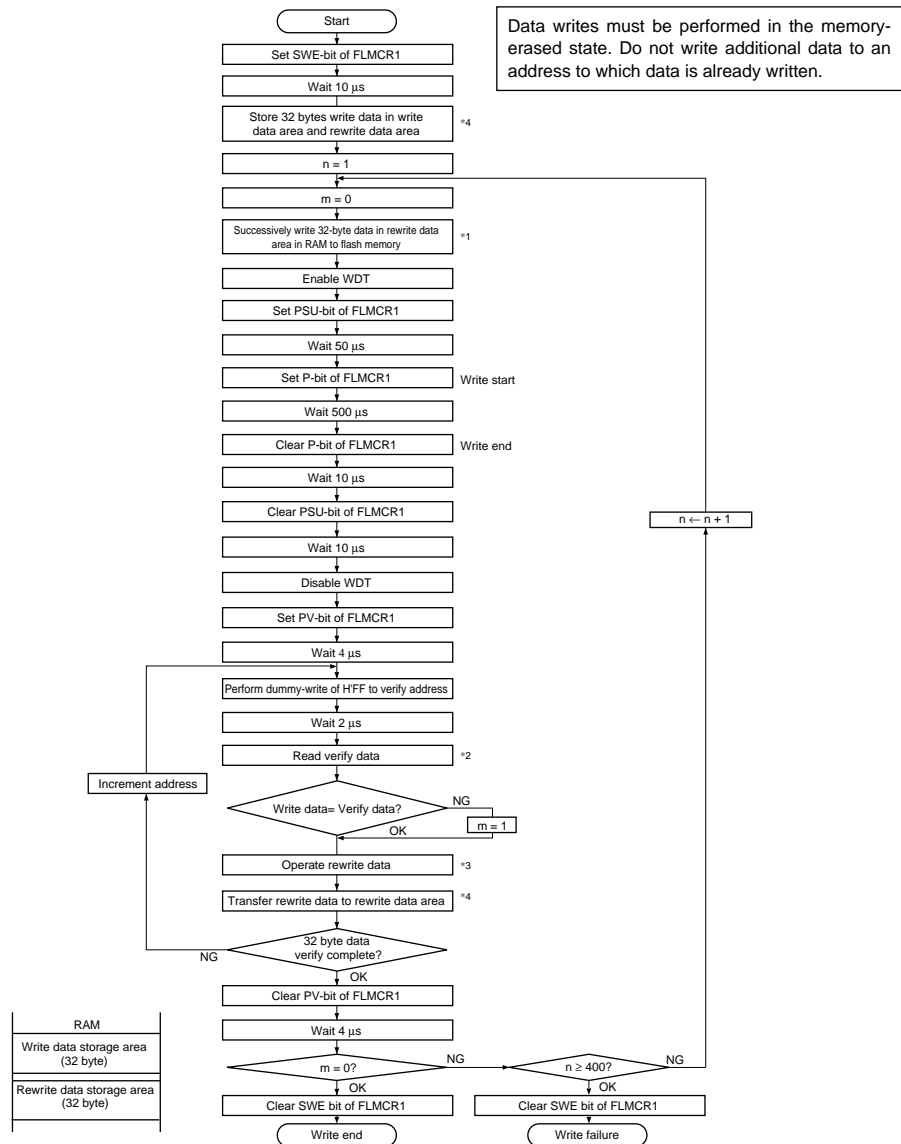 Start
Data writes must be performed in the memory-
erased state. Do not write additional data to an
address to which data is already written.
Set SWE-bit of FLMCR1
Wait 10 μs
Store 32 bytes write data in write
data area and rewrite data area
*4
n = 1
m = 0
Successively write 32-byte data in rewrite data
area in RAM to flash memory
*1
Enable WDT
Set PSU-bit of FLMCR1
Wait 50 μs
Set P-bit of FLMCR1
Write start
Wait 500 μs
Clear P-bit of FLMCR1
Write end
Wait 10 μs
Clear PSU-bit of FLMCR1
n ← n + 1
Wait 10 μs
Disable WDT
Set PV-bit of FLMCR1
Wait 4 μs
Perform dummy-write of H'FF to verify address
Wait 2 μs
Read verify data
*2
Increment address
Write data= Verify data?
NG
m = 1
OK
Operate rewrite data
*3
Transfer rewrite data to rewrite data area
*4
32 byte data
verify complete?
NG
OK
Clear PV-bit of FLMCR1
Wait 4 μs
RAM
Write data storage area
(32 byte)
Rewrite data storage area
(32 byte)
m = 0?
NG
OK
n ≥ 400?
NG
OK
Clear SWE bit of FLMCR1
Clear SWE bit of FLMCR1
Write end
Write failure